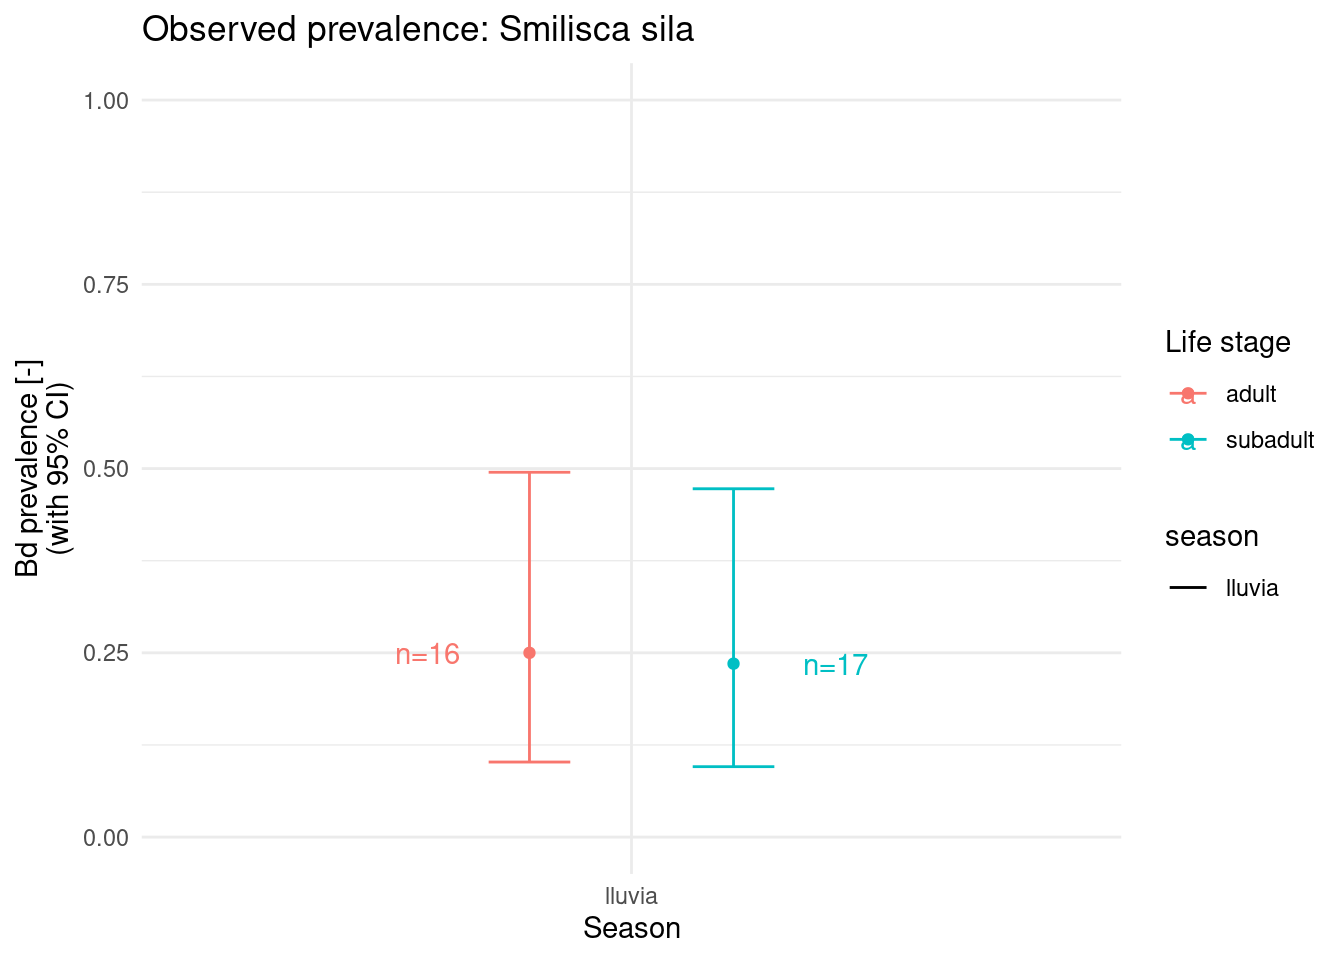 Observed prevalence: Smilisca sila
Bd prevalence [-]
(with 95% CI)
1.00
0.75
0.50
0.25
0.00
n=16
n=17
lluvia
Season
Life stage
a adult
a subadult
season
lluvia